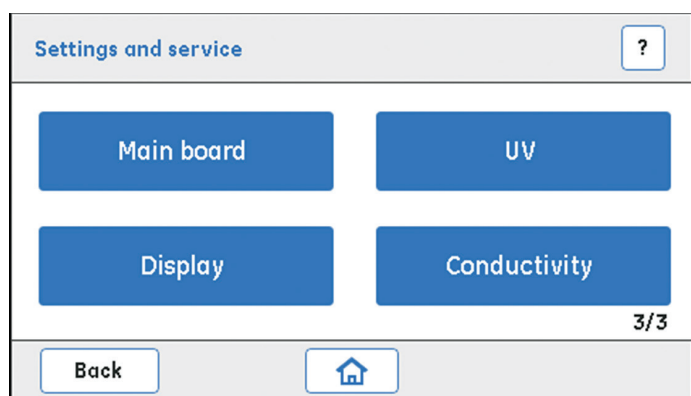 Settings and service
?
Main board
UV
Display
Conductivity
3/3
Back